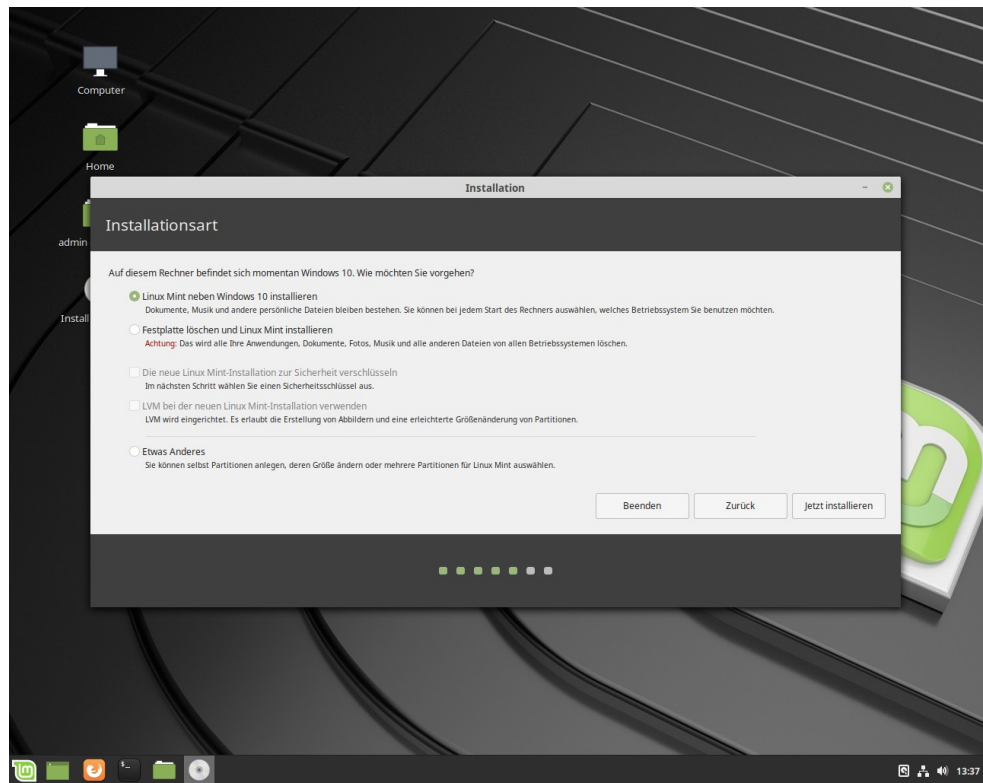 Computer
Home
admin
Install
Installation
Installationsart
Auf diesem Rechner befindet sich momentan Windows 10. Wie möchten Sie vorgehen?
Linux Mint neben Windows 10 installieren
Dokumente, Musik und andere persönliche Dateien bleiben bestehen. Sie können bei jedem Start des Rechners auswählen, welches Betriebssystem Sie benutzen möchten.
Festplatte löschen und Linux Mint installieren
Achtung: Das wird alle Ihre Anwendungen, Dokumente, Fotos, Musik und alle anderen Dateien von allen Betriebssystemen löschen.
Die neue Linux Mint-Installation zur Sicherheit verschlüsseln
Im nächsten Schritt wählen Sie einen Sicherheitsschlüssel aus.
LVM bei der neuen Linux Mint-Installation verwenden
LVM wird eingerichtet. Es erlaubt die Erstellung von Abbildern und eine erleichterte Größenänderung von Partitionen.
Etwas Anderes
Sie können selbst Partitionen anlegen, deren Größe ändern oder mehrere Partitionen für Linux Mint auswählen.
Beenden Zurück Jetzt installieren
13:37